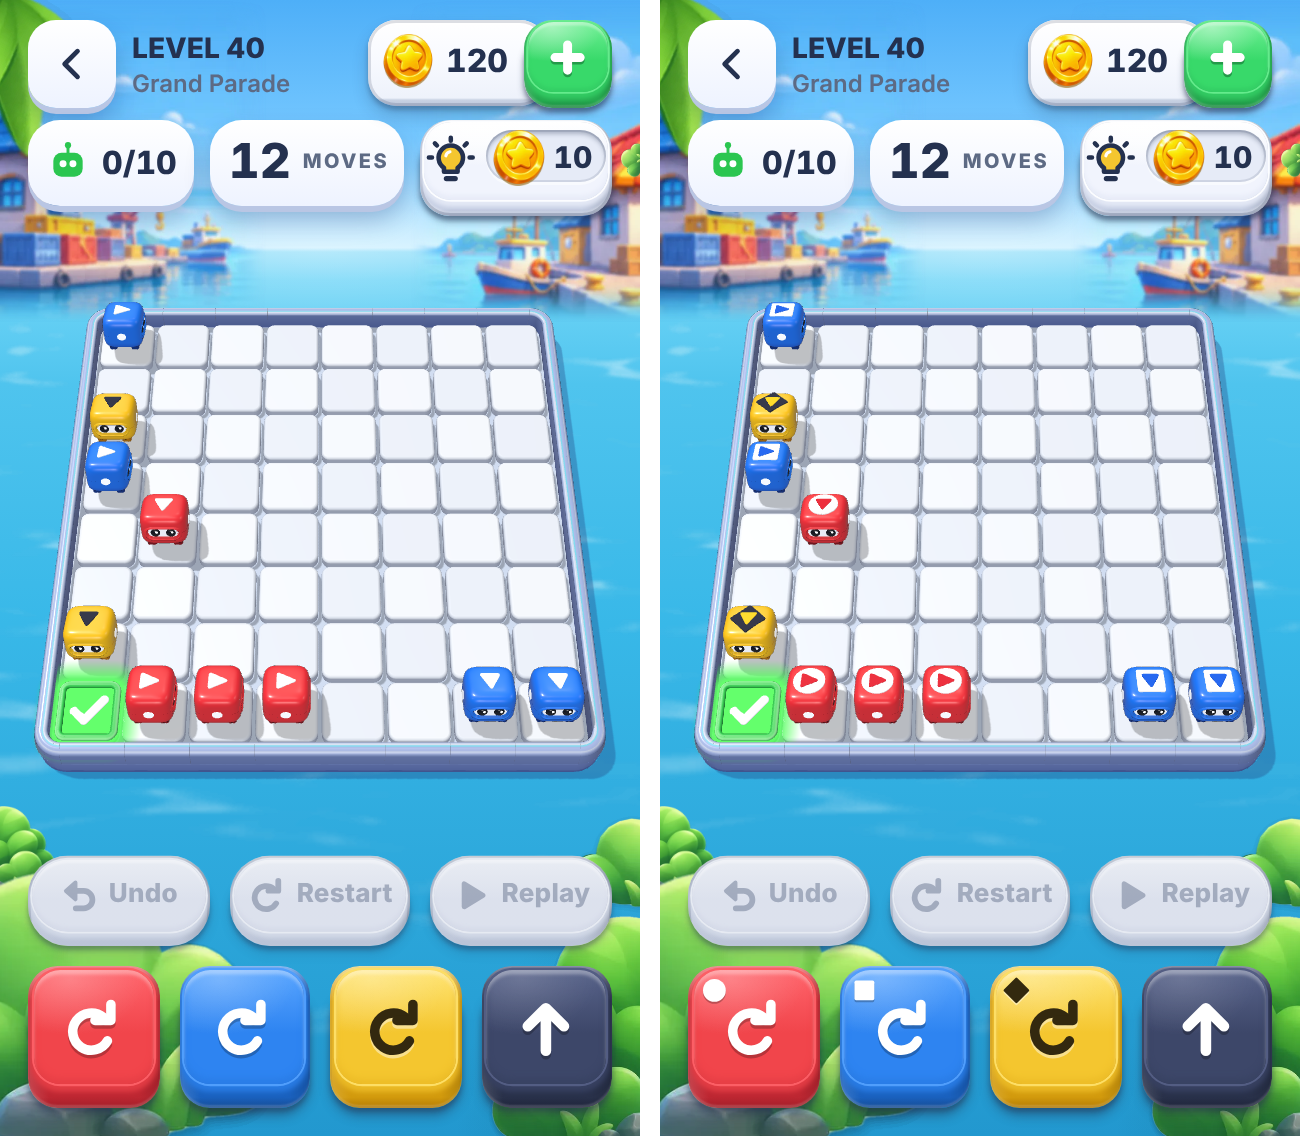 LEVEL 40
Grand Parade
120
0/10
12 MOVES
10
Undo
Restart
Replay
LEVEL 40
Grand Parade
120
0/10
12 MOVES
10
Undo
Restart
Replay